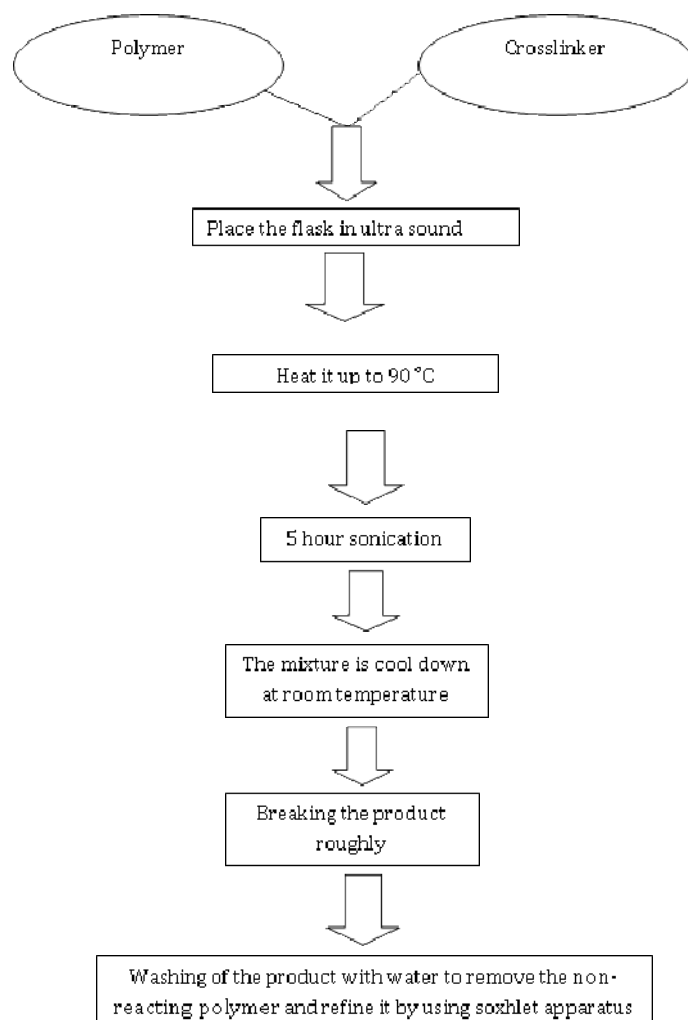 Polymer
Crosslinker
Place the flask in ultra sound
Heat it up to 90 °C
5 hour sonication
The mixture is cool down
at room temperature
Breaking the product
roughly
Washing of the product with water to remove the non-
reacting polymer and refine it by using soxhlet apparatus